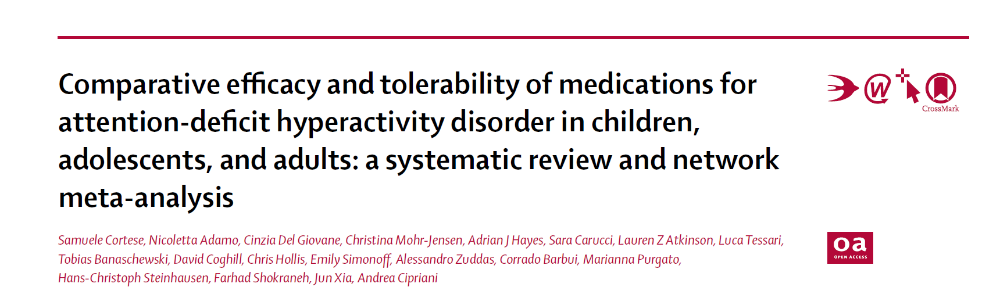 Comparative efficacy and tolerability of medications for
attention-deficit hyperactivity disorder in children,
adolescents, and adults: a systematic review and network
meta-analysis
W
CrossMark
Samuele Cortese, Nicoletta Adamo, Cinzia Del Giovane, Christina Mohr-Jensen, Adrian J Hayes, Sara Carucci, Lauren Z Atkinson, Luca Tessari,
Tobias Banaschewski, David Coghill, Chris Hollis, Emily Simonoff, Alessandro Zuddas, Corrado Barbui, Marianna Purgato,
Hans-Christoph Steinhausen, Farhad Shokraneh, Jun Xia, Andrea Cipriani
oa
OPEN ACCESS